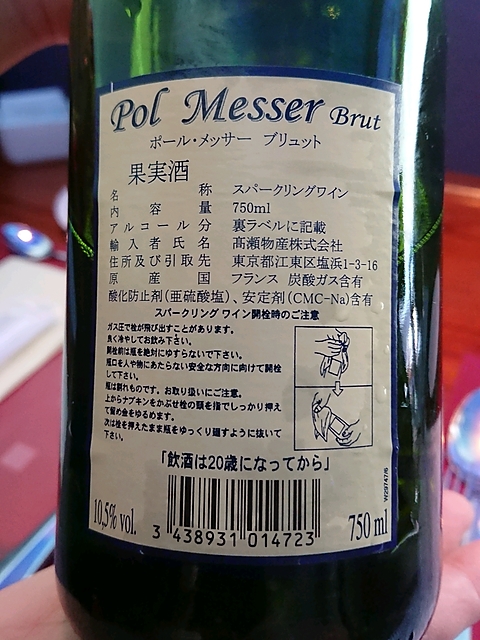 Pol Messer Brut
ポール・メッサー ブリュット
果実酒
名 称 スパークリングワイン
内 容 量 750ml
アルコール分 裏ラベルに記載
輸入者氏名 髙瀬物産株式会社
住所及び引取先 東京都江東区塩浜1-3-16
原 産 国 フランス 炭酸ガス含有
酸化防止剤(亜硫酸塩)、安定剤(CMC-Na)含有
スパークリング ワイン開栓時のご注意
ガス圧で栓が飛び出すことがあります。
良く冷やしてお飲み下さい。
開栓前は瓶を絶対にゆすらないで下さい。
瓶口を人や物にあたらない安全な方向に向けて開栓
して下さい。
瓶は割れものです。お取り扱いにご注意。
上からナプキンをかぶせ栓の頭を指でしっかり押え
て留の金をゆるめます。
次は栓を押えたまま瓶をゆっくり廻すように抜いて
下さい。
「飲酒は20歳になってから」
10,5% vol.
3 438931 014723
750 ml
W29747/6